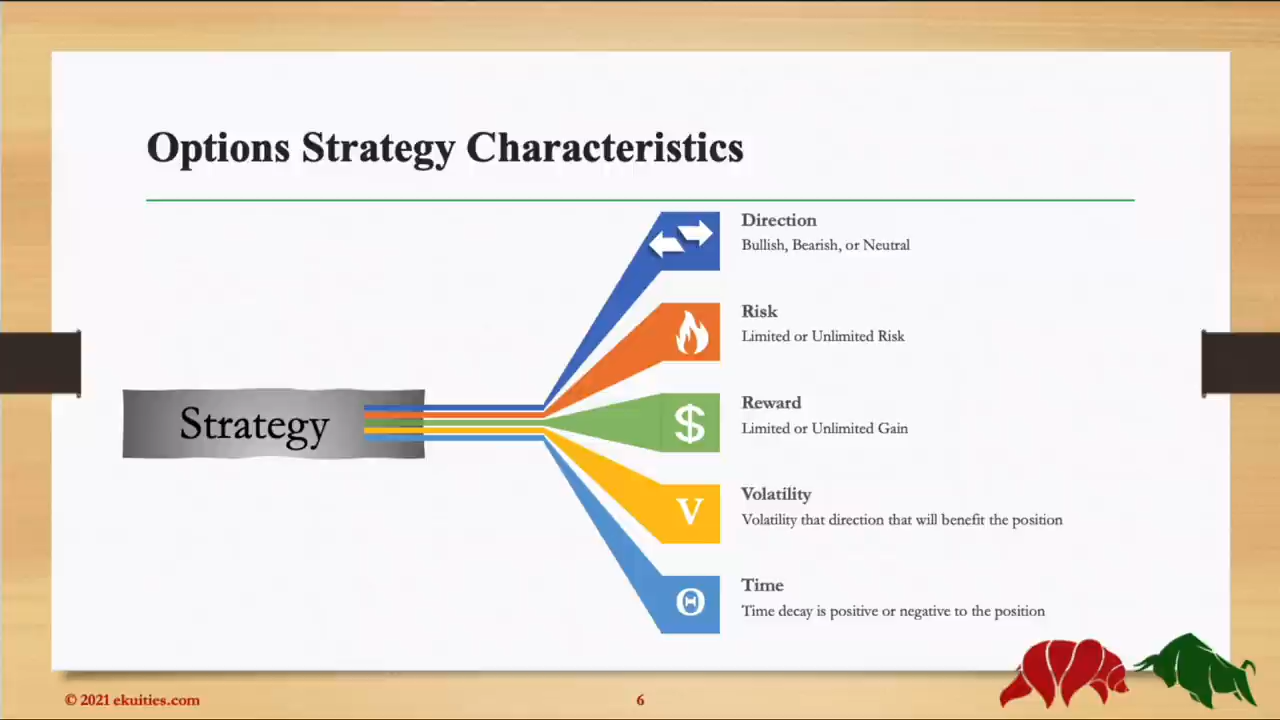 Options Strategy Characteristics
Direction
Bullish, Bearish, or Neutral
Risk
Limited or Unlimited Risk
Strategy
Reward
$
Limited or Unlimited Gain
Volatility
V
Volatility that direction that will benefit the position
Time
Θ
Time decay is positive or negative to the position
© 2021 ekuities.com
6